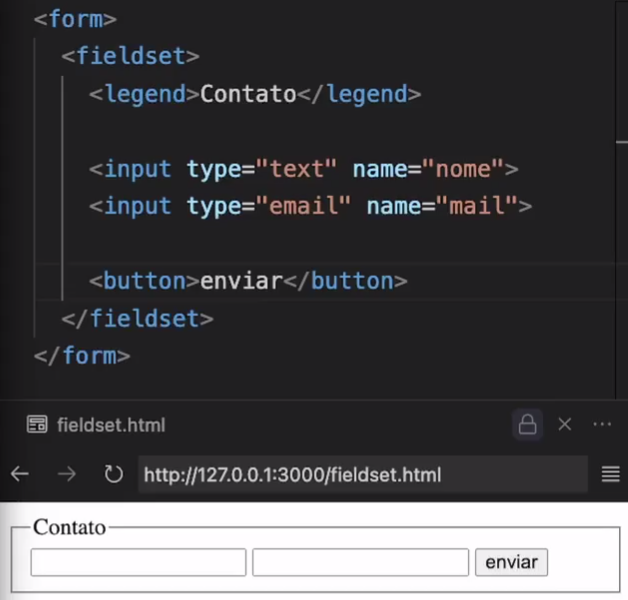 <form>
<fieldset>
<legend>Contato</legend>
<input type="text" name="nome">
<input type="email" name="mail">
<button>enviar</button>
</fieldset>
</form>
fieldset.html
http://127.0.0.1:3000/fieldset.html
Contato
enviar